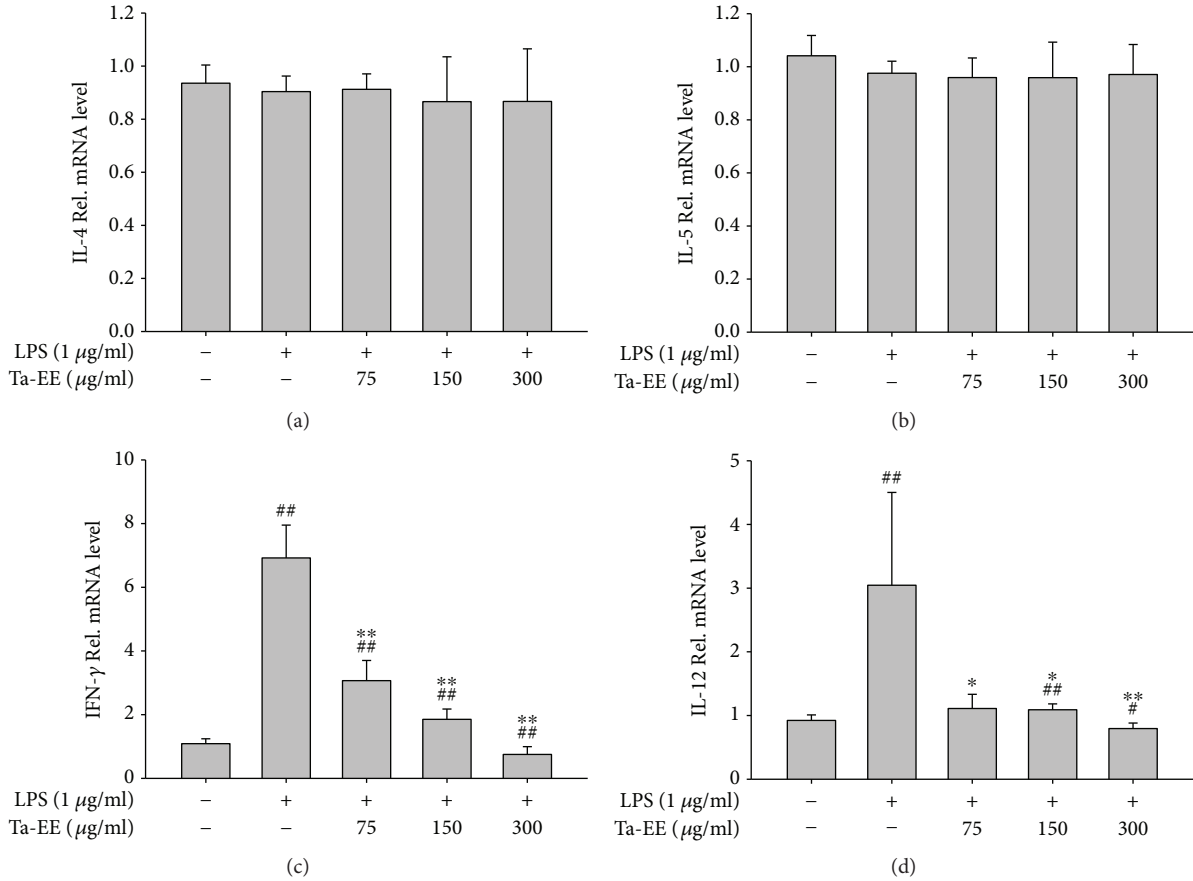 IL-4 Rel. mRNA level
1.2
1.0
0.8
0.6
0.4
0.2
0.0
LPS (1 μg/ml) − + + + +
Ta-EE (μg/ml) − − 75 150 300
(a)
IL-5 Rel. mRNA level
1.2
1.0
0.8
0.6
0.4
0.2
0.0
LPS (1 μg/ml) − + + + +
Ta-EE (μg/ml) − − 75 150 300
(b)
IFN-γ Rel. mRNA level
10
8
6
4
2
0
##
**
##
**
##
**
##
LPS (1 μg/ml) − + + + +
Ta-EE (μg/ml) − − 75 150 300
(c)
IL-12 Rel. mRNA level
5
4
3
2
1
0
##
*
*
##
**
#
LPS (1 μg/ml) − + + + +
Ta-EE (μg/ml) − − 75 150 300
(d)